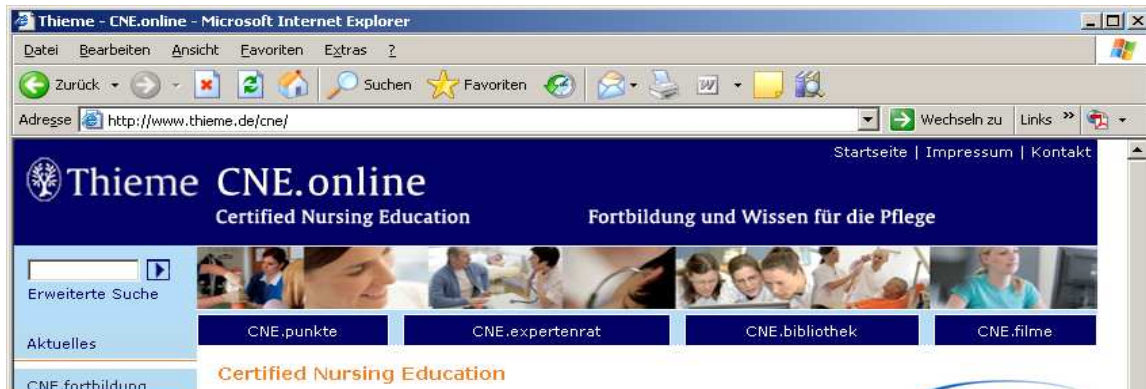 Thieme - CNE.online - Microsoft Internet Explorer
Datei Bearbeiten Ansicht Favoriten Extras ?
Zurück Suchen Favoriten
Adresse http://www.thieme.de/cne/ Wechseln zu Links »
Startseite | Impressum | Kontakt
Thieme CNE.online
Certified Nursing Education Fortbildung und Wissen für die Pflege
Erweiterte Suche
CNE.punkte CNE.expertenrat CNE.bibliothek CNE.filme
Aktuelles
Certified Nursing Education
CNE.fortbildung